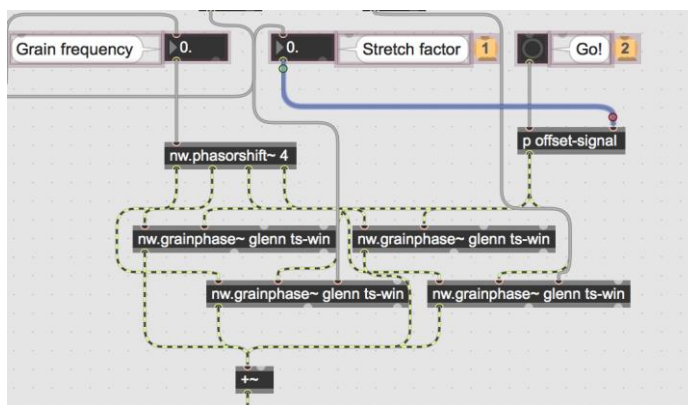 Grain frequency
0.
0.
Stretch factor
1
Go!
2
p offset-signal
nw.phasorshift~ 4
nw.grainphase~ glenn ts-win
nw.grainphase~ glenn ts-win
nw.grainphase~ glenn ts-win
nw.grainphase~ glenn ts-win
+~